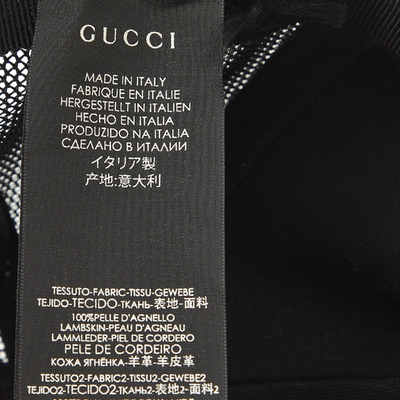 GUCCI
MADE IN ITALY
FABRIQUE EN ITALIE
HERGESTELLT IN ITALIEN
HECHO EN ITALIA
PRODUZIDO NA ITALIA
СДЕЛАНО В ИТАЛИИ
イタリア製
产地:意大利
TESSUTO-FABRIC-TISSU-GEWEBE
TEJIDO-TECIDO-ТКАНЬ-表地-面料
100%PELLE D'AGNELLO
LAMBSKIN-PEAU D'AGNEAU
LAMMLEDER-PIEL DE CORDERO
PELE DE CORDEIRO
КОЖА ЯГНЁНКА-羊革-羊皮革
TESSUTO2-FABRIC2-TISSU2-GEWEBE2
TEJIDO2-TECIDO2-ТКАНЬ2-表地2-面料2